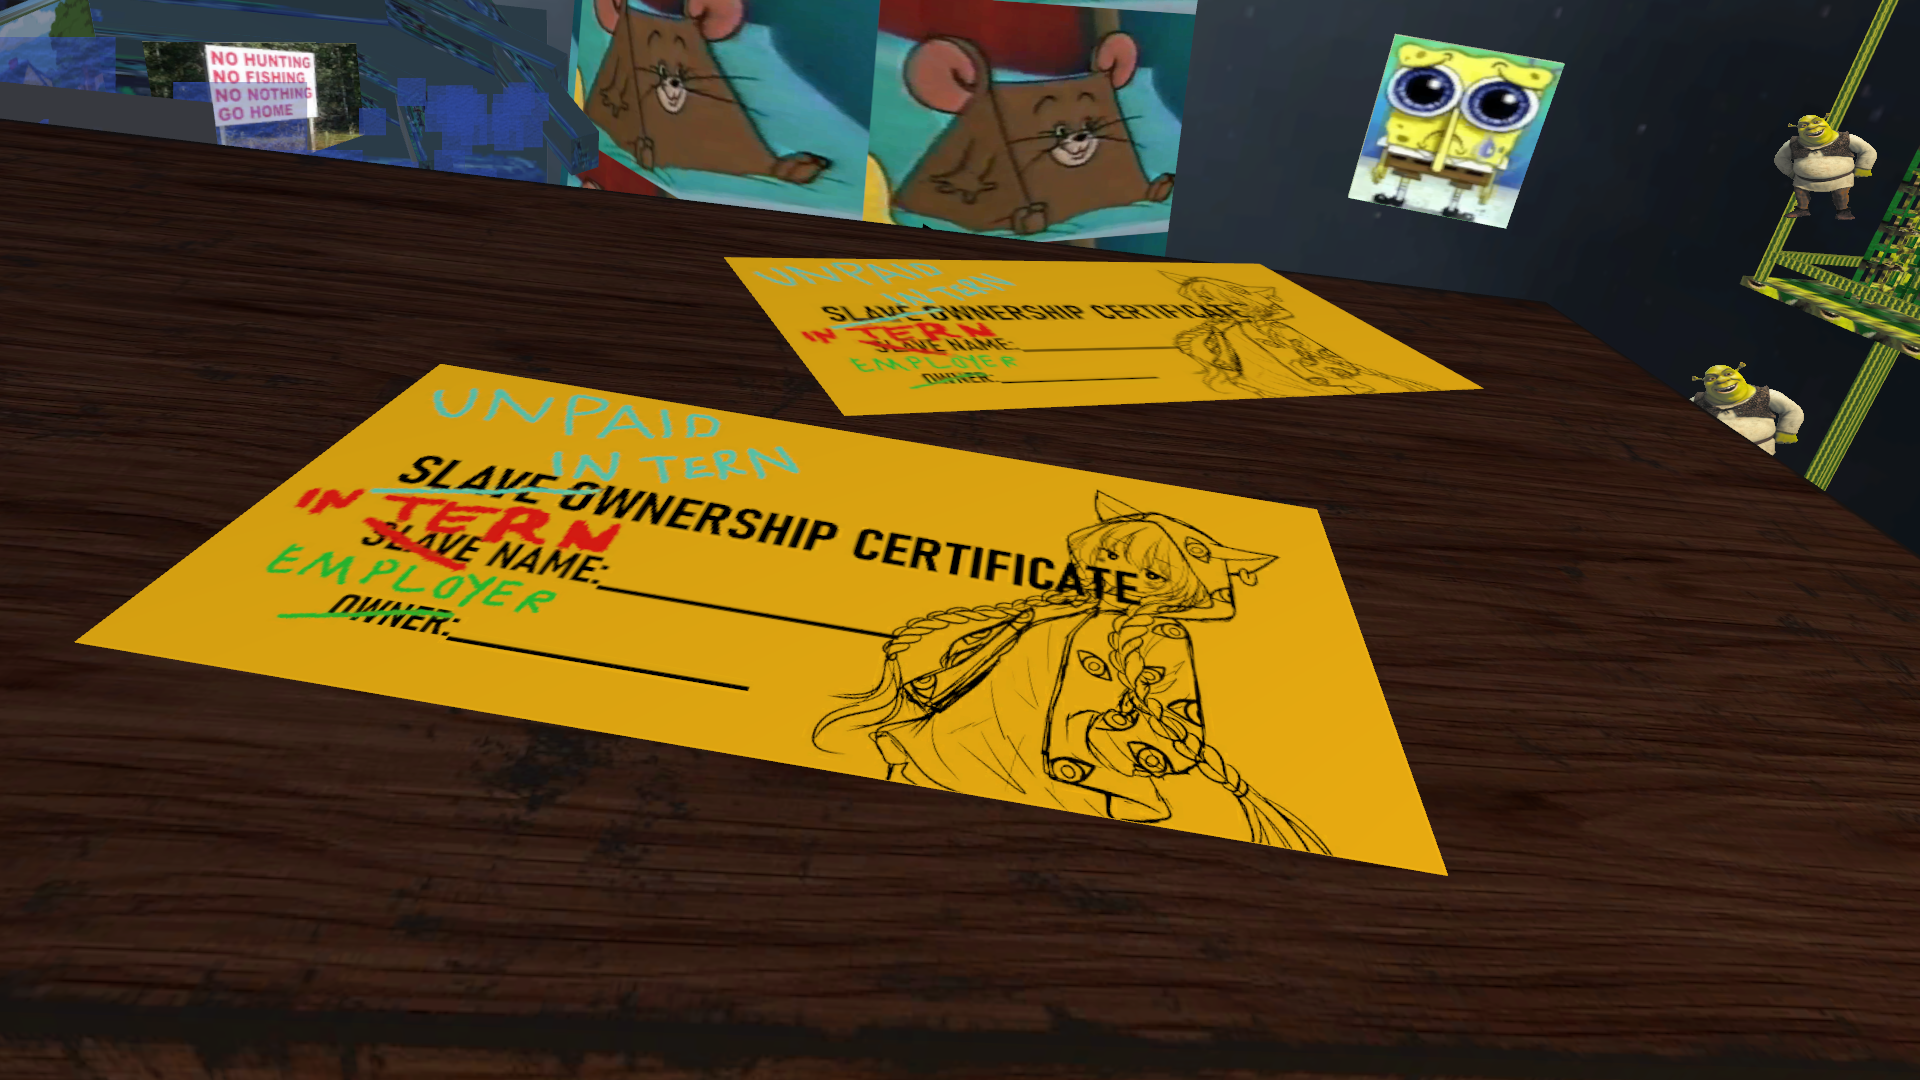 NO HUNTING
NO FISHING
NO NOTHING
GO HOME
UNPAID
IN TERN
SLAVE OWNERSHIP CERTIFICATE
IN TERN
SLAVE NAME:
EMPLOYER
OWNER:
UNPAID
IN TERN
SLAVE OWNERSHIP CERTIFICATE
IN TERN
SLAVE NAME:
EMPLOYER
OWNER: